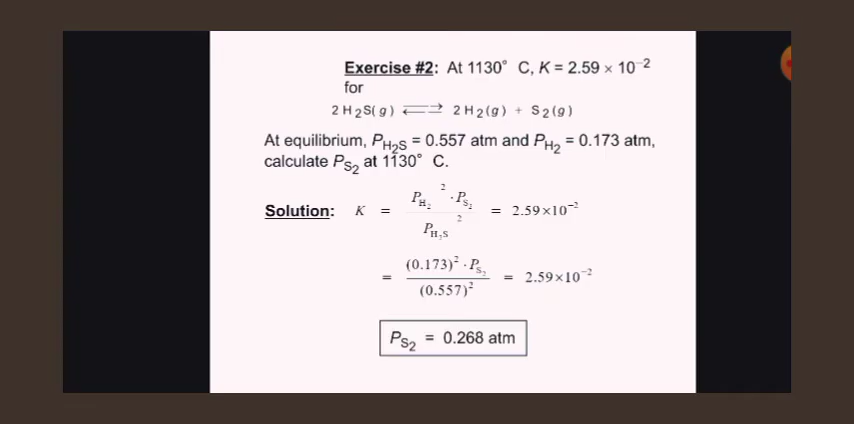 Exercise #2: At 1130° C, K = 2.59 × 10⁻²
for
2 H₂S(g) ⇌ 2 H₂(g) + S₂(g)
At equilibrium, P_H₂S = 0.557 atm and P_H₂ = 0.173 atm,
calculate P_S₂ at 1130° C.
Solution: K = P_H₂² · P_S₂ / P_H₂S² = 2.59×10⁻²
= (0.173)² · P_S₂ / (0.557)² = 2.59×10⁻²
P_S₂ = 0.268 atm